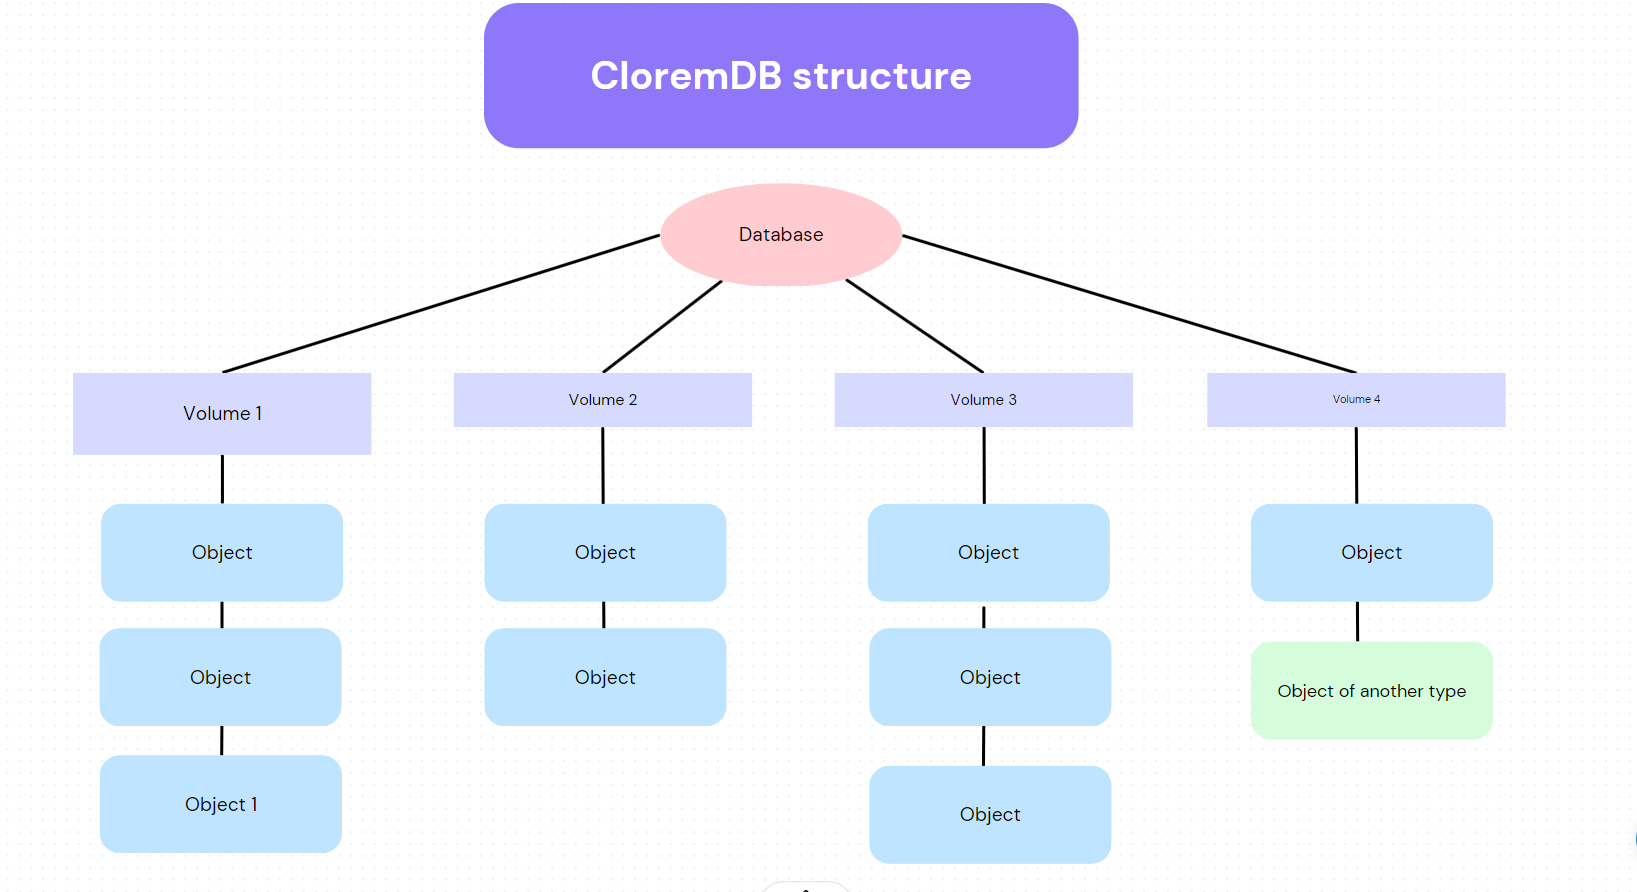 CloremDB structure
Database
Volume 1
Volume 2
Volume 3
Volume 4
Object
Object
Object
Object
Object
Object
Object
Object of another type
Object 1
Object